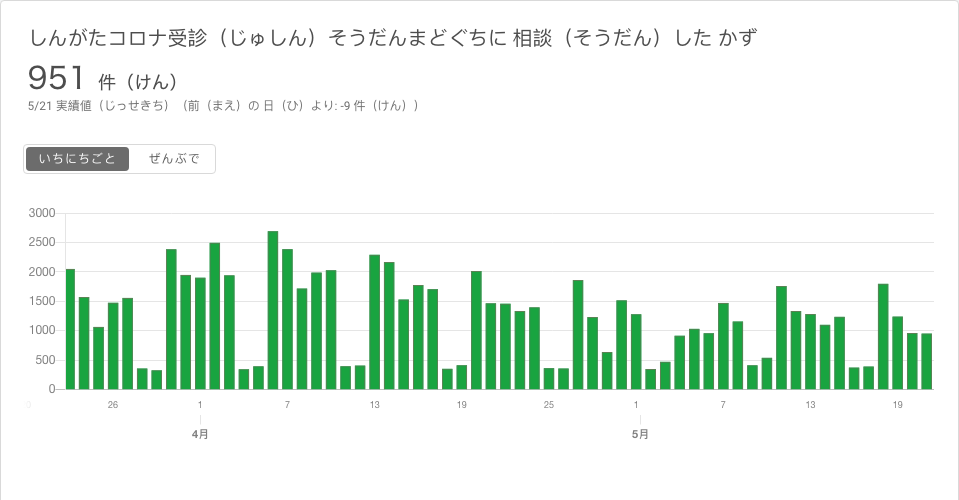 しんがたコロナ受診（じゅしん）そうだんまどぐちに 相談（そうだん）した かず
951 件（けん）
5/21 実績値（じっせきち）（前（まえ）の 日（ひ）より: -9 件（けん））
いちにちごと ぜんぶで
3000
2500
2000
1500
1000
500
0
3 26 1 7 13 19 25 1 7 13 19
4月 5月